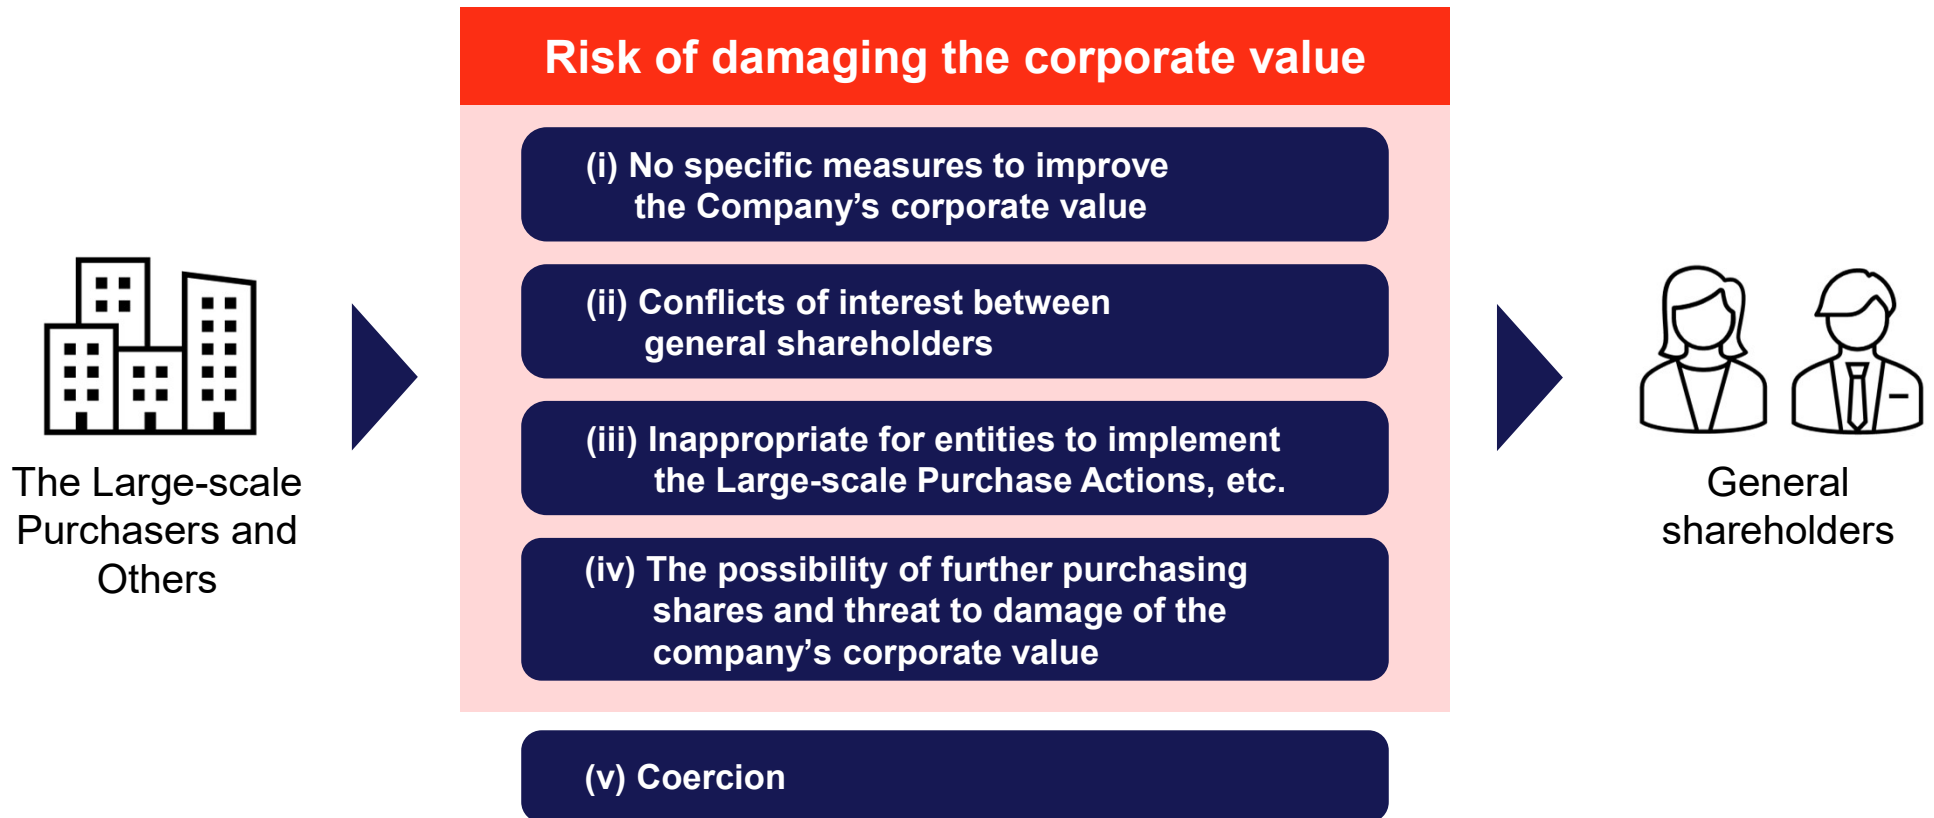 Risk of damaging the corporate value
(i) No specific measures to improve
the Company’s corporate value
(ii) Conflicts of interest between
general shareholders
(iii) Inappropriate for entities to implement
the Large-scale Purchase Actions, etc.
(iv) The possibility of further purchasing
shares and threat to damage of the
company’s corporate value
(v) Coercion
The Large-scale
Purchasers and
Others
General
shareholders